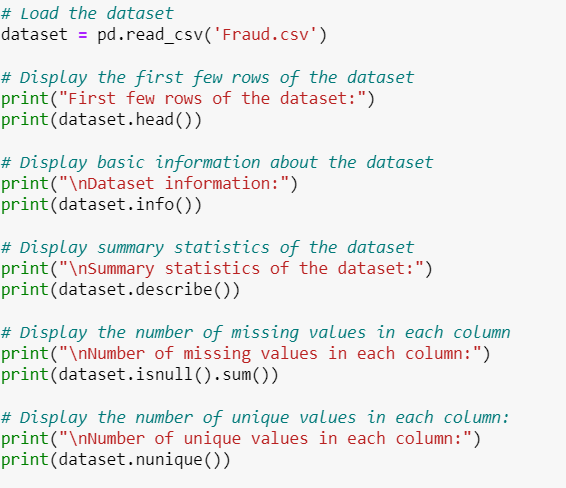 # Load the dataset
dataset = pd.read_csv('Fraud.csv')
# Display the first few rows of the dataset
print("First few rows of the dataset:")
print(dataset.head())
# Display basic information about the dataset
print("\nDataset information:")
print(dataset.info())
# Display summary statistics of the dataset
print("\nSummary statistics of the dataset:")
print(dataset.describe())
# Display the number of missing values in each column
print("\nNumber of missing values in each column:")
print(dataset.isnull().sum())
# Display the number of unique values in each column:
print("\nNumber of unique values in each column:")
print(dataset.nunique())